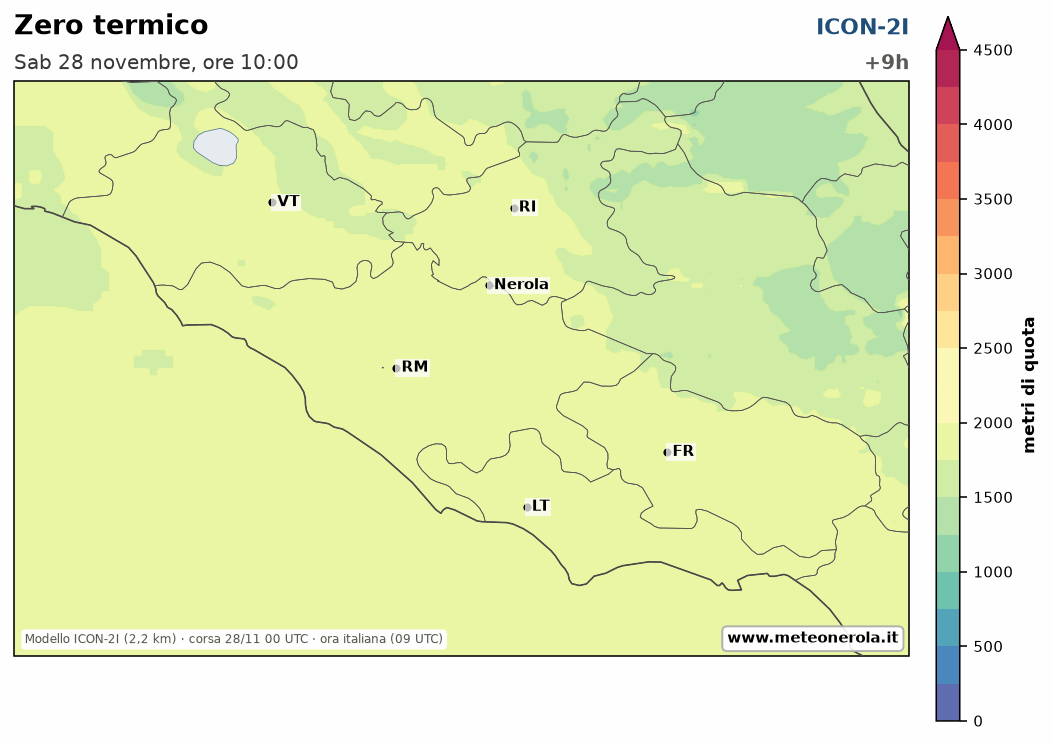 Zero termico
ICON-2I
Sab 28 novembre, ore 10:00
+9h
VT
RI
Nerola
RM
FR
LT
Modello ICON-2I (2,2 km) · corsa 28/11 00 UTC · ora italiana (09 UTC)
www.meteonerola.it
4500
4000
3500
3000
2500
2000
1500
1000
500
0
metri di quota